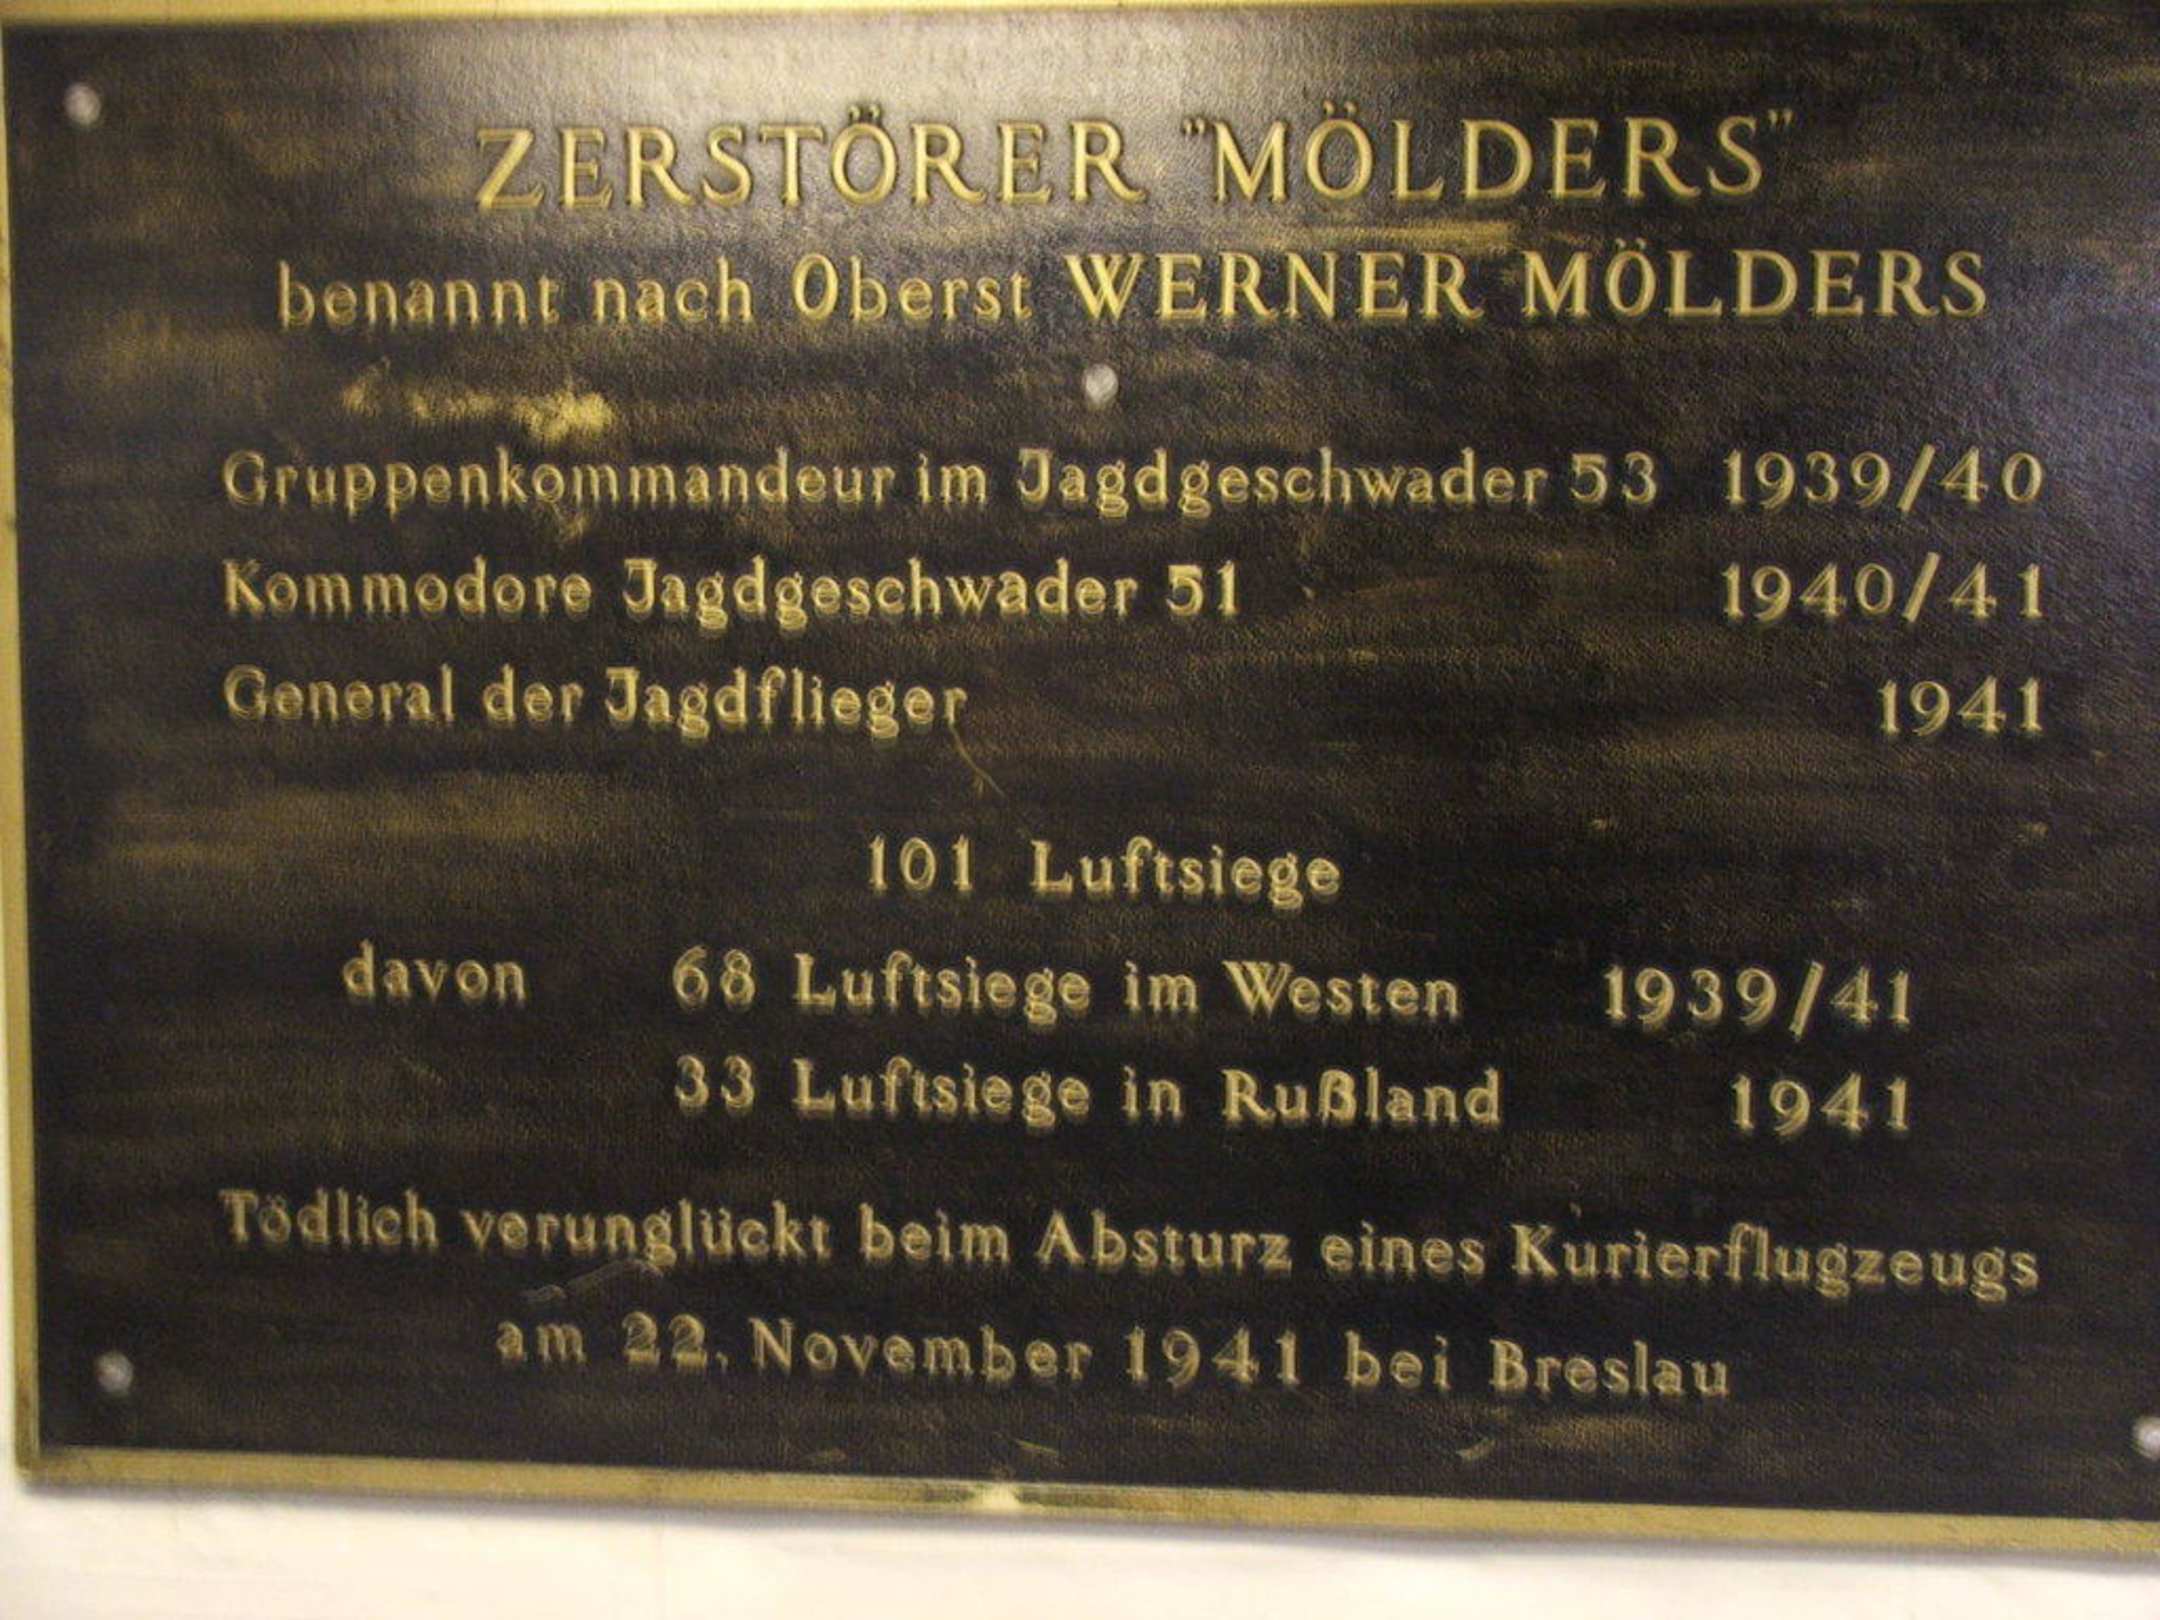 ZERSTÖRER "MÖLDERS"
benannt nach Oberst WERNER MÖLDERS
Gruppenkommandeur im Jagdgeschwader 53 1939/40
Kommodore Jagdgeschwader 51 1940/41
General der Jagdflieger 1941
101 Luftsiege
davon 68 Luftsiege im Westen 1939/41
33 Luftsiege in Rußland 1941
Tödlich verunglückt beim Absturz eines Kurierflugzeugs
am 22. November 1941 bei Breslau